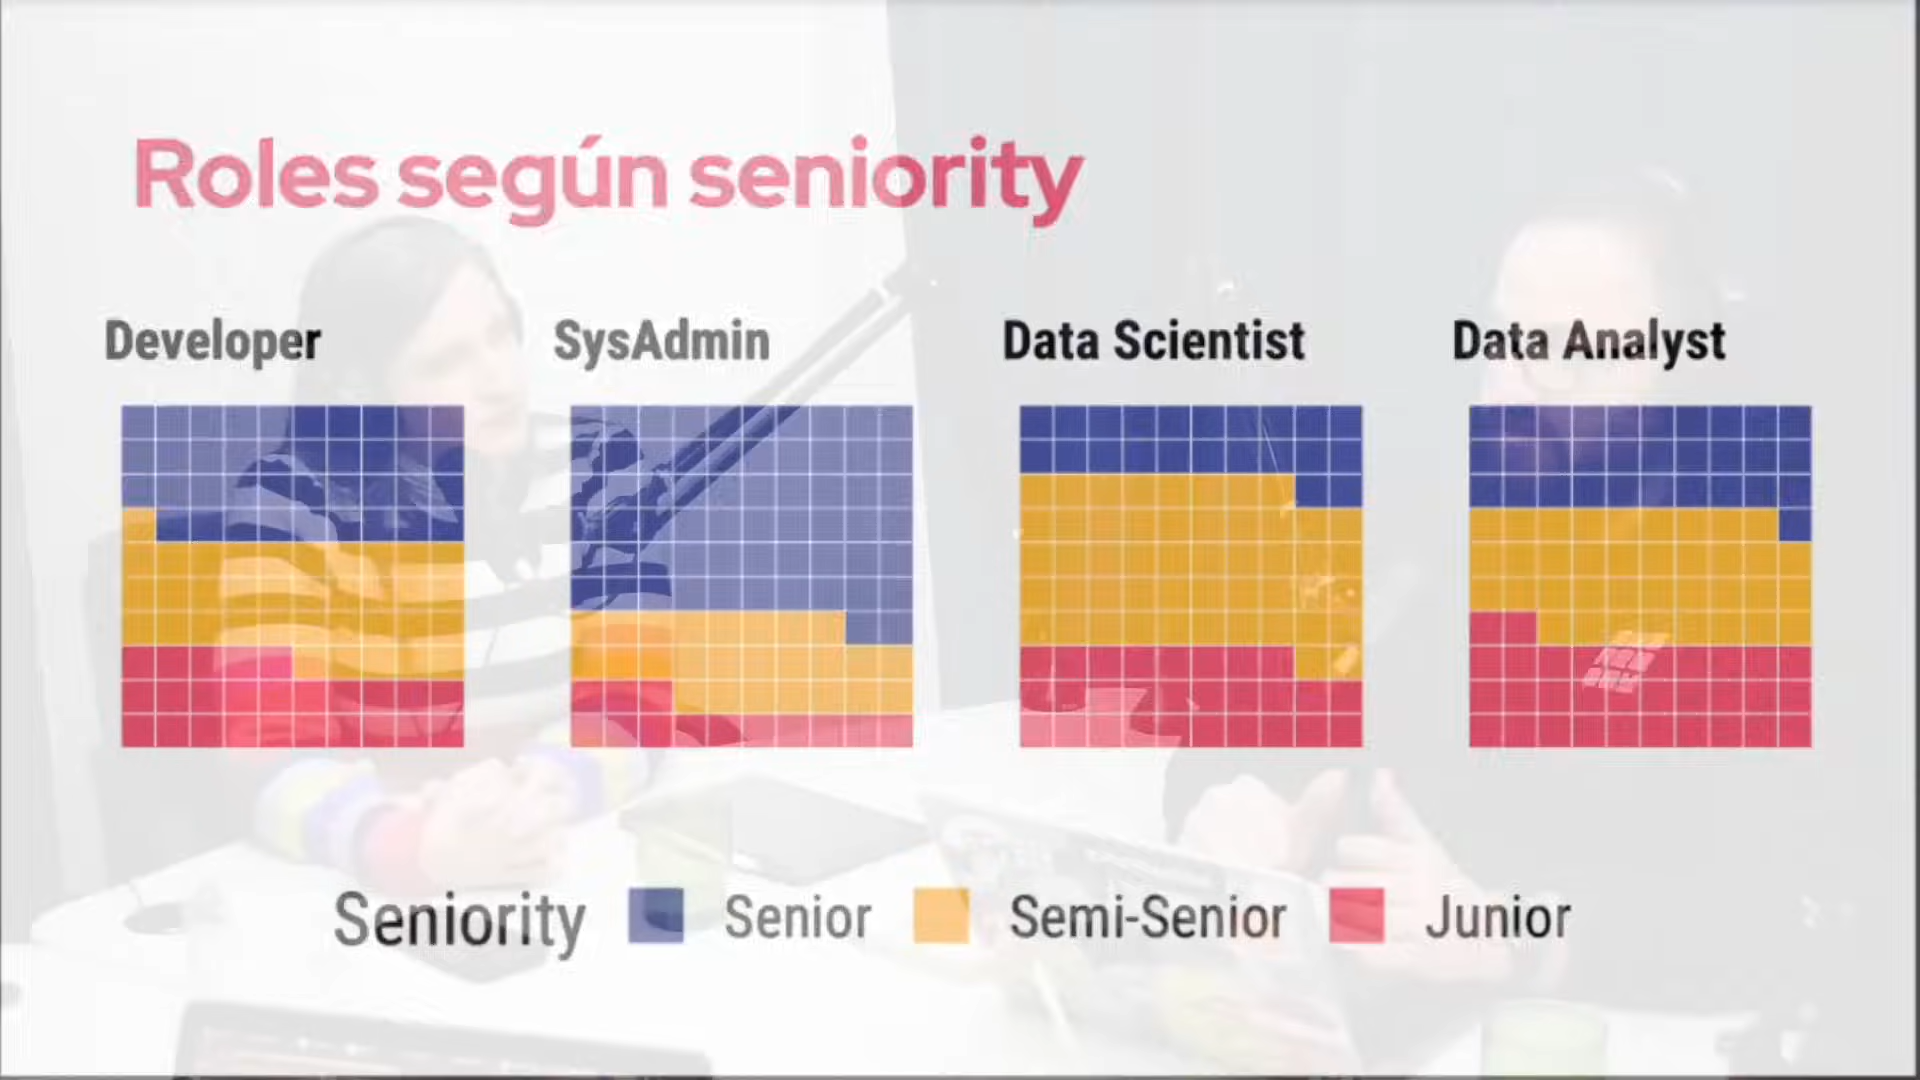 Roles según seniority
Developer SysAdmin Data Scientist Data Analyst
Seniority Senior Semi-Senior Junior